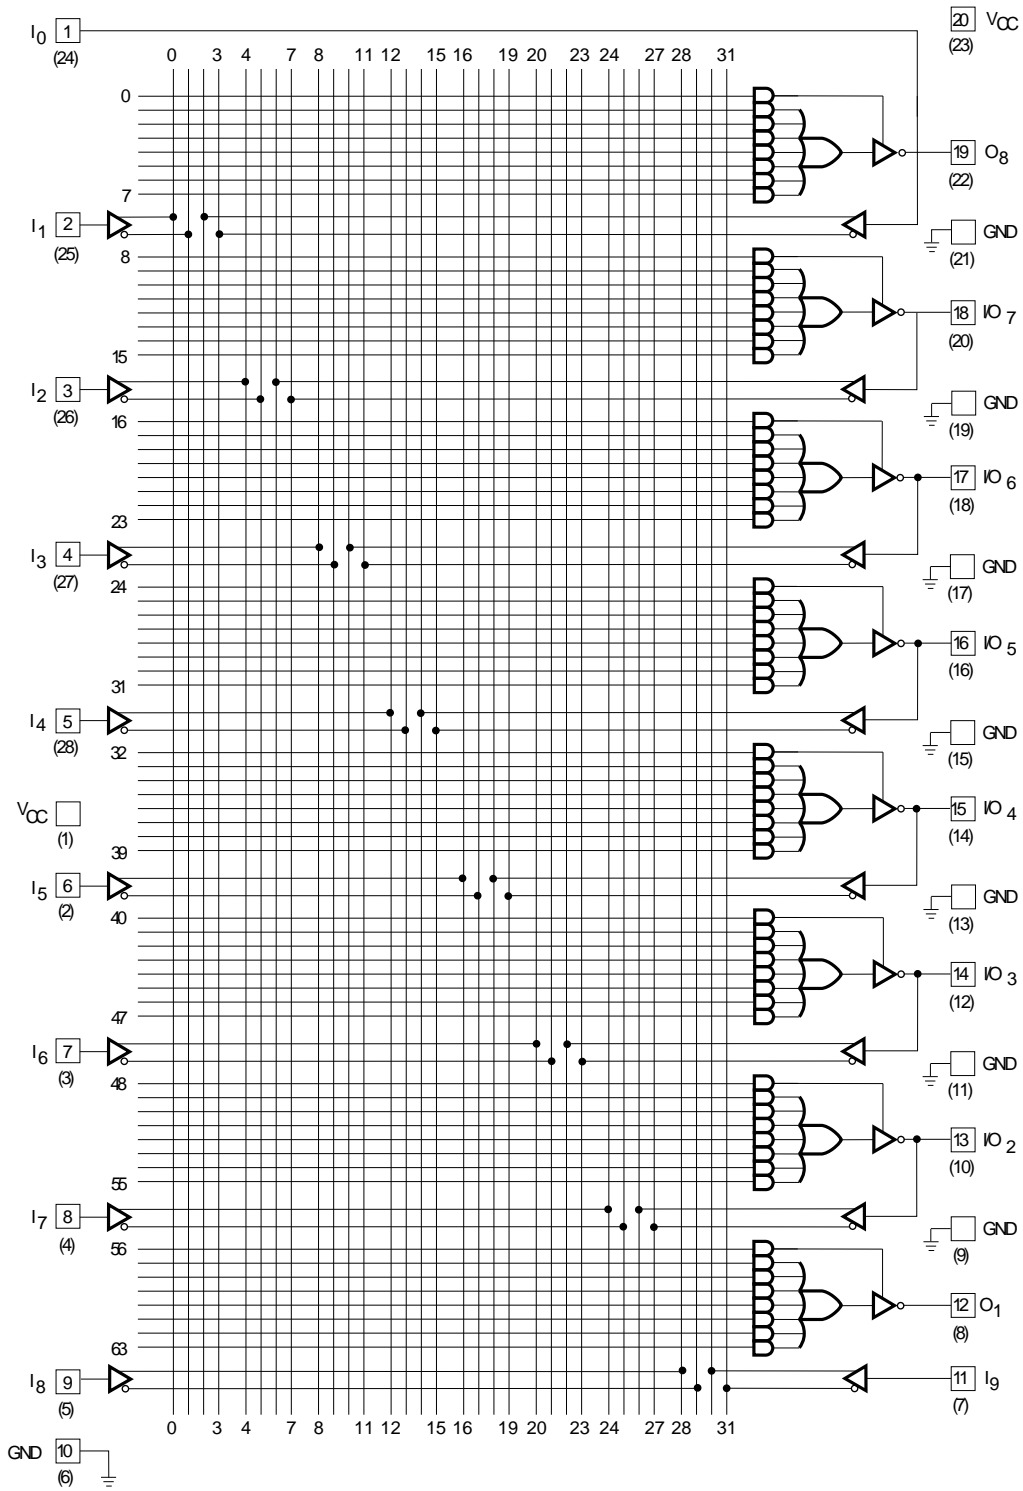 I0 1 20 VCC
(24) (23)
0 3 4 7 8 11 12 15 16 19 20 23 24 27 28 31
0
19 O8
(22)
7
I1 2
(25)
GND
(21)
8
18 I/O 7
(20)
15
I2 3
(26)
GND
(19)
16
17 I/O 6
(18)
23
I3 4
(27)
GND
(17)
24
16 I/O 5
(16)
31
I4 5
(28)
GND
(15)
32
VCC
(1)
15 I/O 4
(14)
39
I5 6
(2)
GND
(13)
40
14 I/O 3
(12)
47
I6 7
(3)
GND
(11)
48
13 I/O 2
(10)
55
I7 8
(4)
GND
(9)
56
12 O1
(8)
63
I8 9
(5)
11 I9
(7)
0 3 4 7 8 11 12 15 16 19 20 23 24 27 28 31
GND 10
(6)